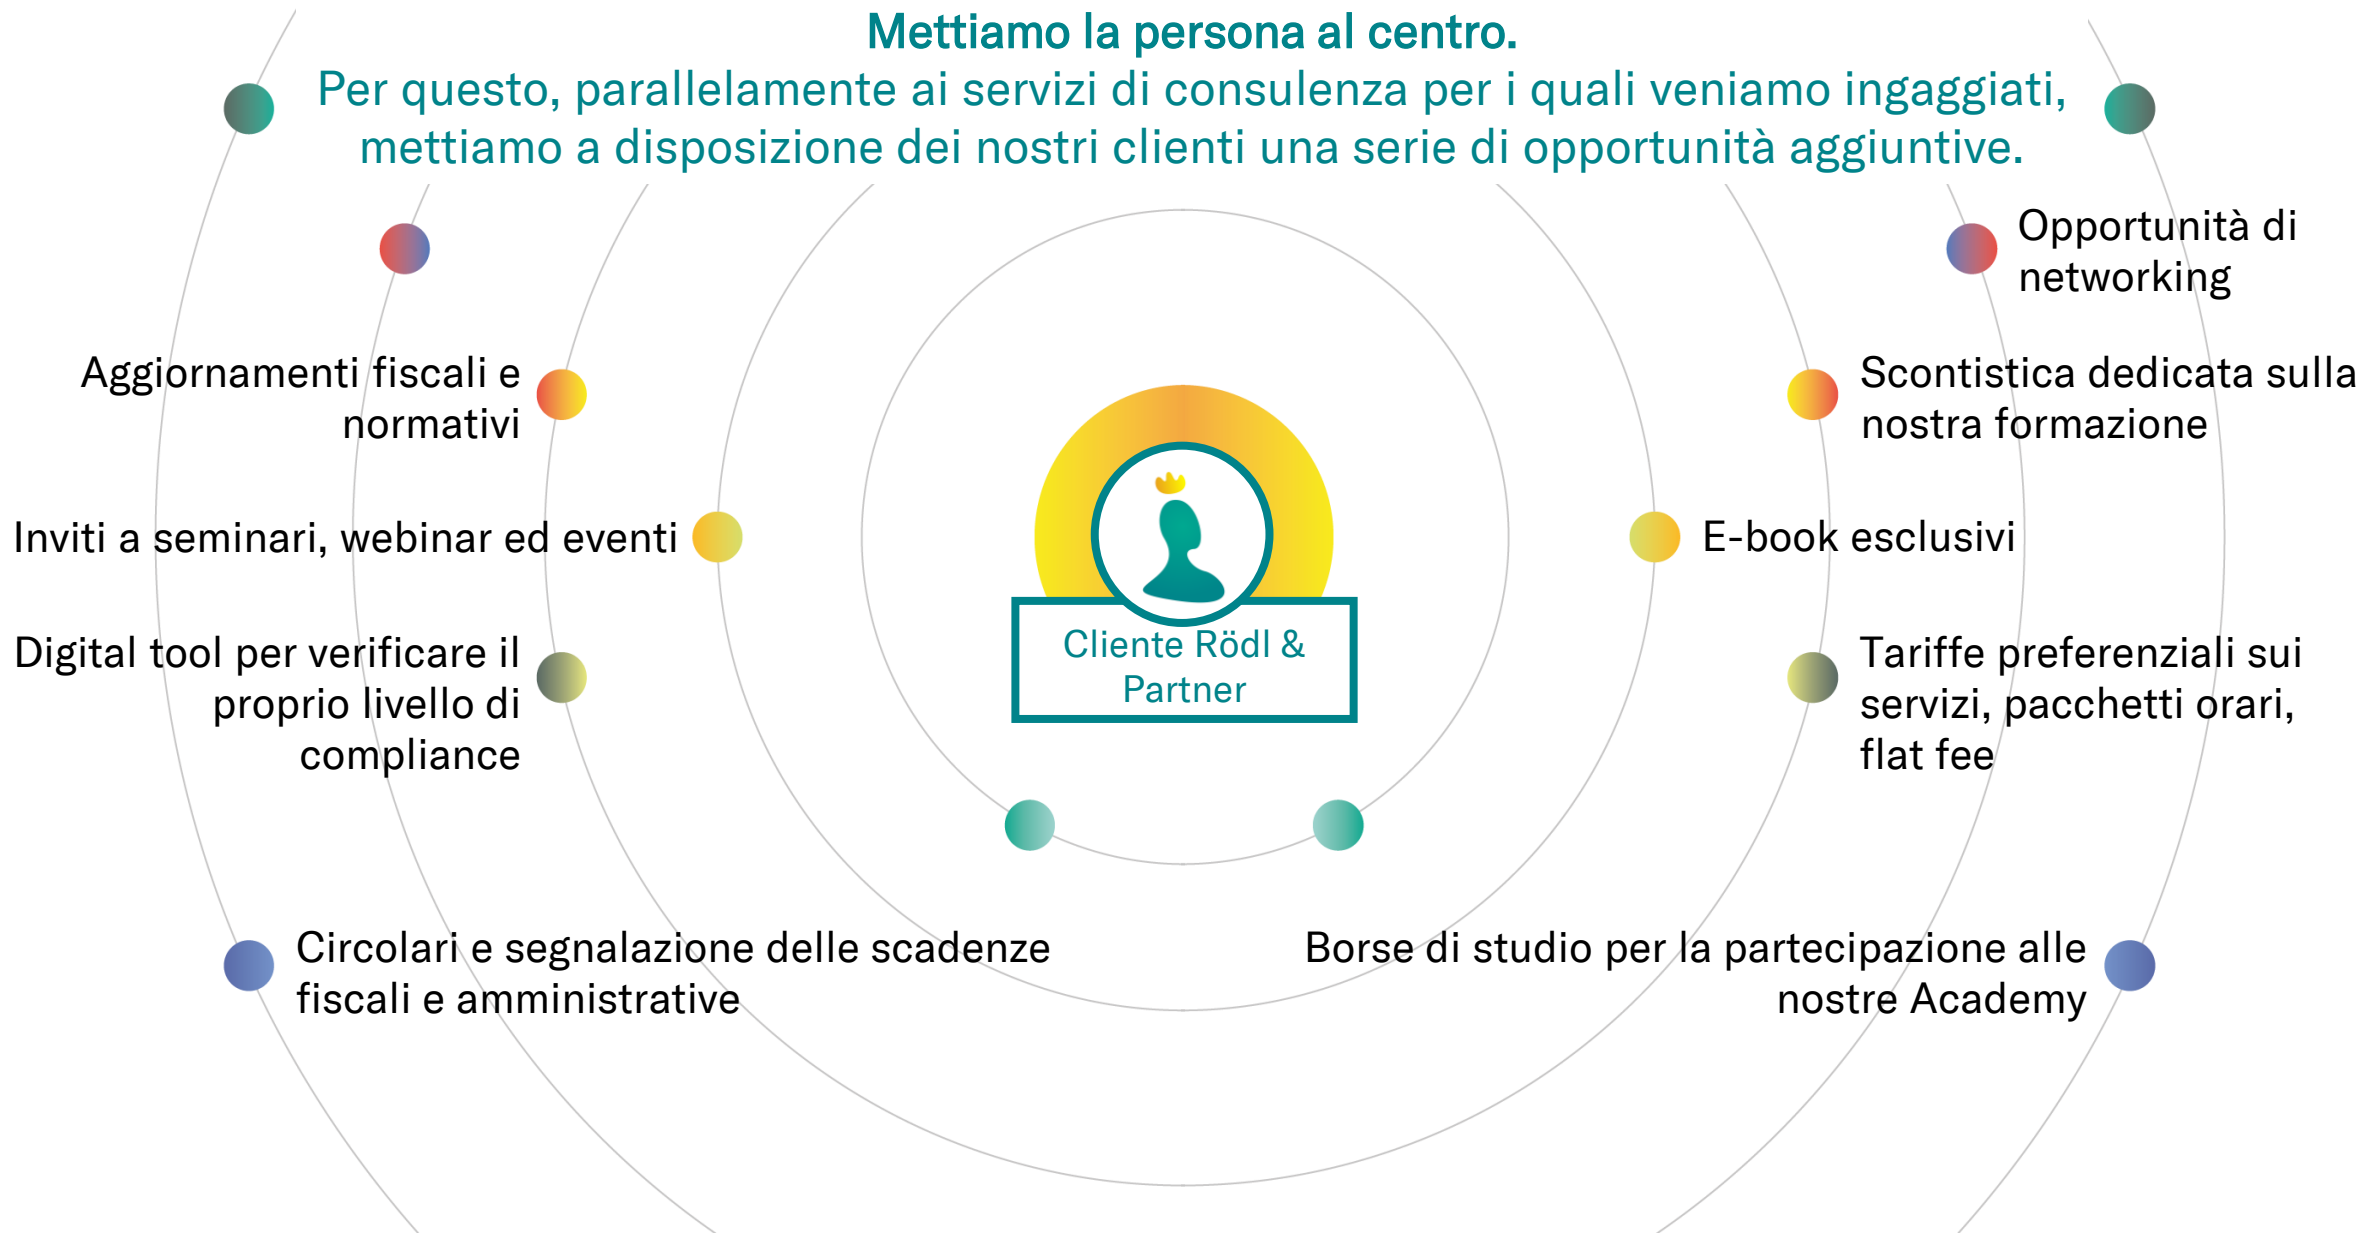 Mettiamo la persona al centro.
Per questo, parallelamente ai servizi di consulenza per i quali veniamo ingaggiati,
mettiamo a disposizione dei nostri clienti una serie di opportunità aggiuntive.
Opportunità di
networking
Aggiornamenti fiscali e
normativi
Scontistica dedicata sulla
nostra formazione
Inviti a seminari, webinar ed eventi
E-book esclusivi
Digital tool per verificare il
proprio livello di
compliance
Cliente Rödl &
Partner
Tariffe preferenziali sui
servizi, pacchetti orari,
flat fee
Circolari e segnalazione delle scadenze
fiscali e amministrative
Borse di studio per la partecipazione alle
nostre Academy